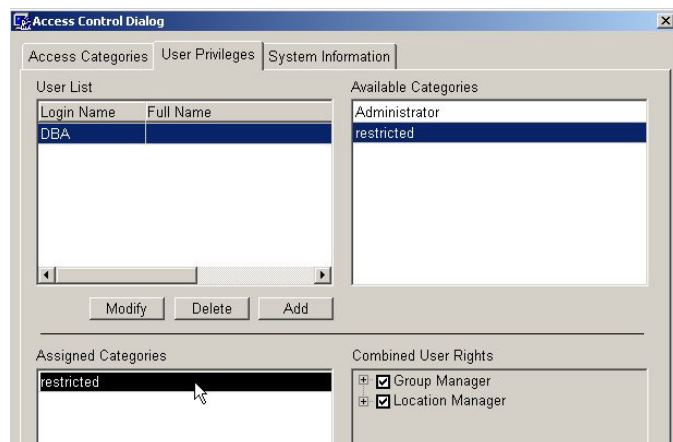 Access Control Dialog
Access Categories User Privileges System Information
User List
Available Categories
Login Name Full Name
Administrator
DBA
restricted
Modify Delete Add
Assigned Categories
Combined User Rights
restricted
Group Manager
Location Manager